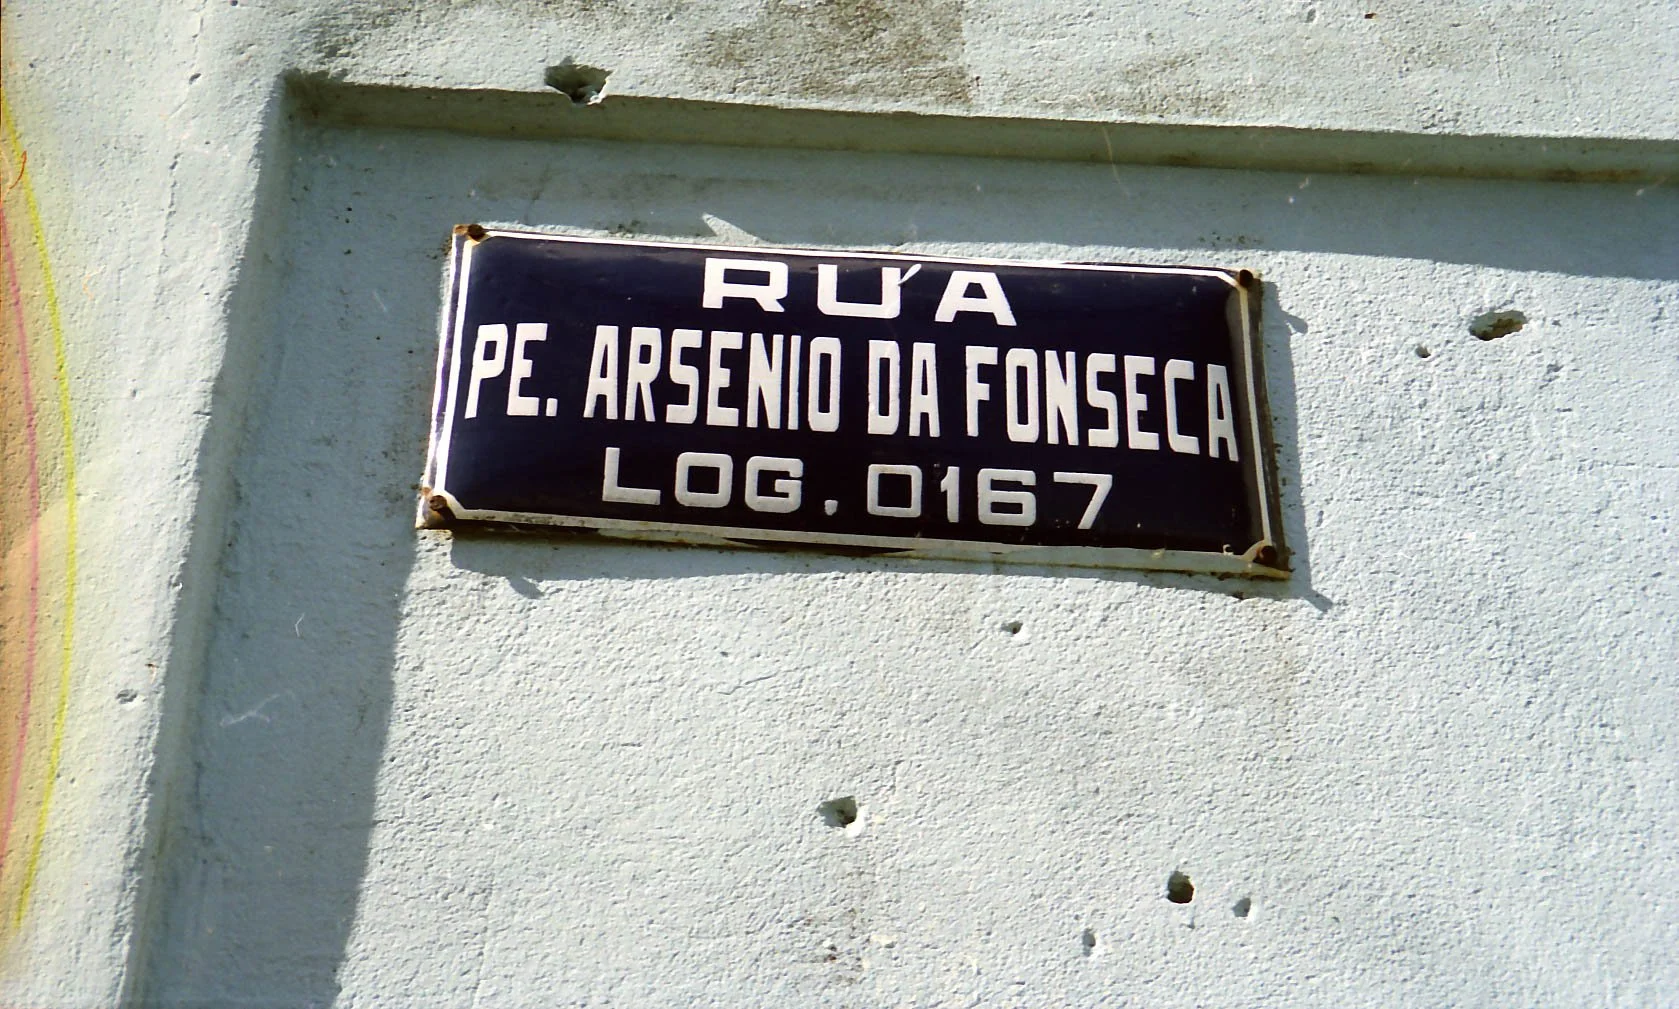 RUA
PE. ARSENIO DA FONSECA
LOG. 0167